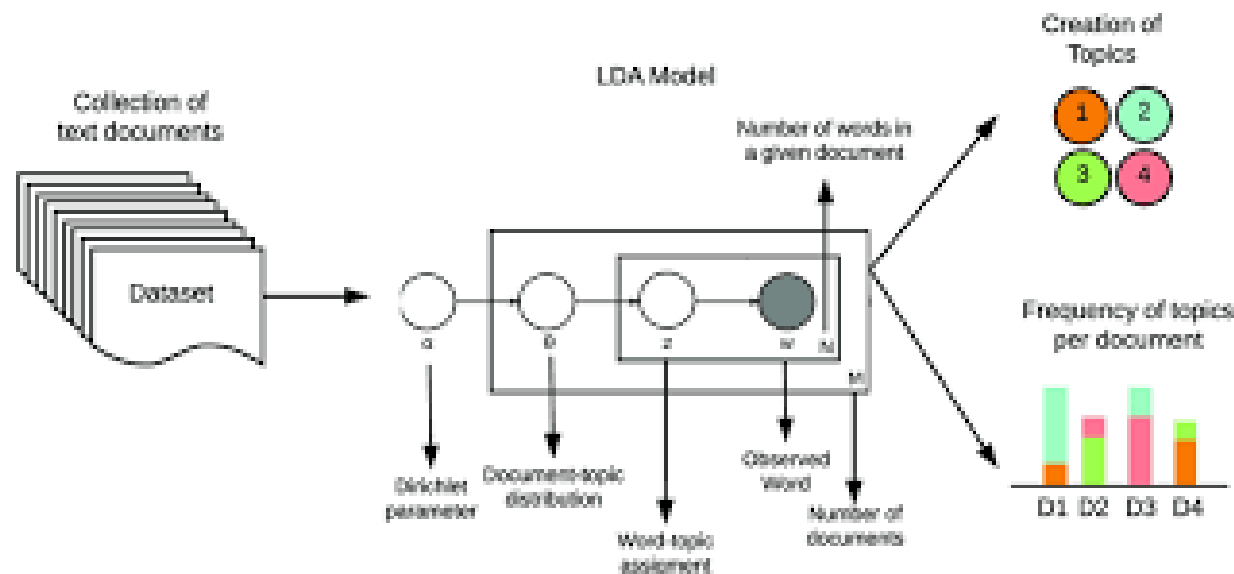 Collection of
text documents
Dataset
LDA Model
Number of words in
a given document
α
θ
z
w
N
M
Dirichlet
parameter
Document-topic
distribution
Word-topic
assigment
Observed
Word
Number of
documents
Creation of
Topics
1
2
3
4
Frequency of topics
per document
D1 D2 D3 D4